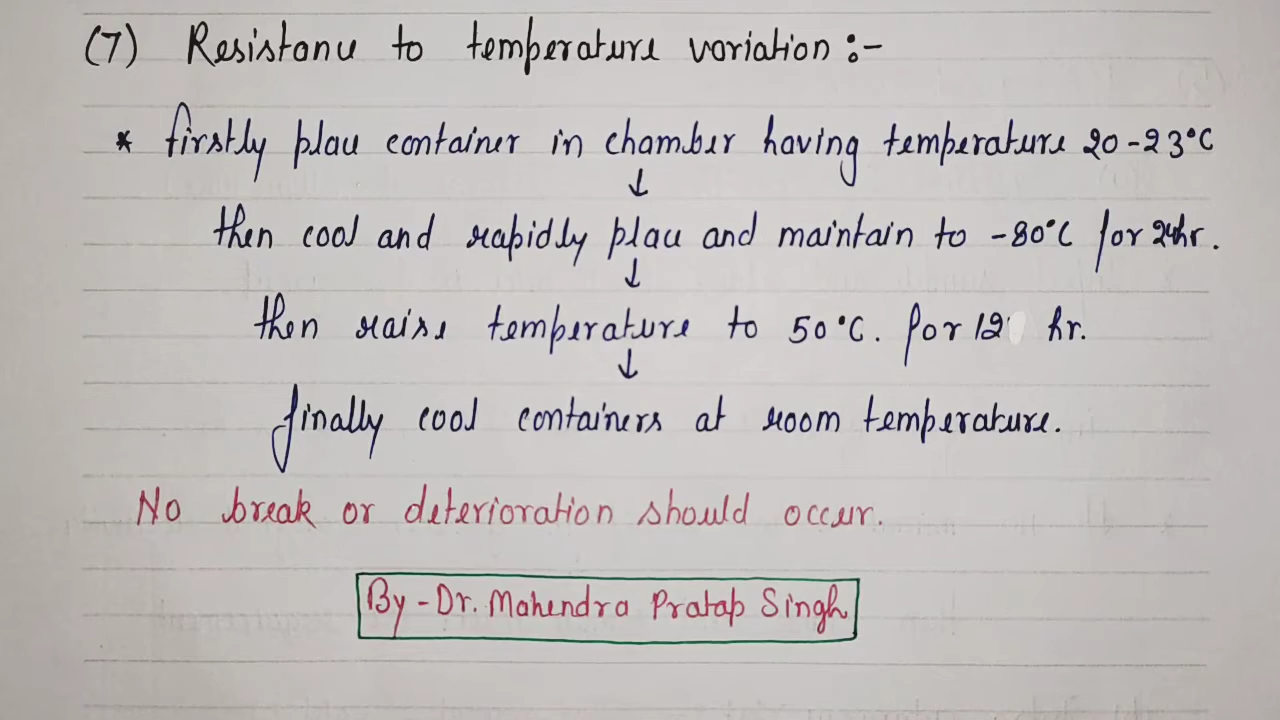 (7) Resistance to temperature variation :-
* firstly place container in chamber having temperature 20-23°C
↓
then cool and rapidly place and maintain to -80°C for 24hr.
↓
then raise temperature to 50°C. for 12 hr.
↓
finally cool containers at room temperature.
No break or deterioration should occur.
By - Dr. Mahendra Pratap Singh